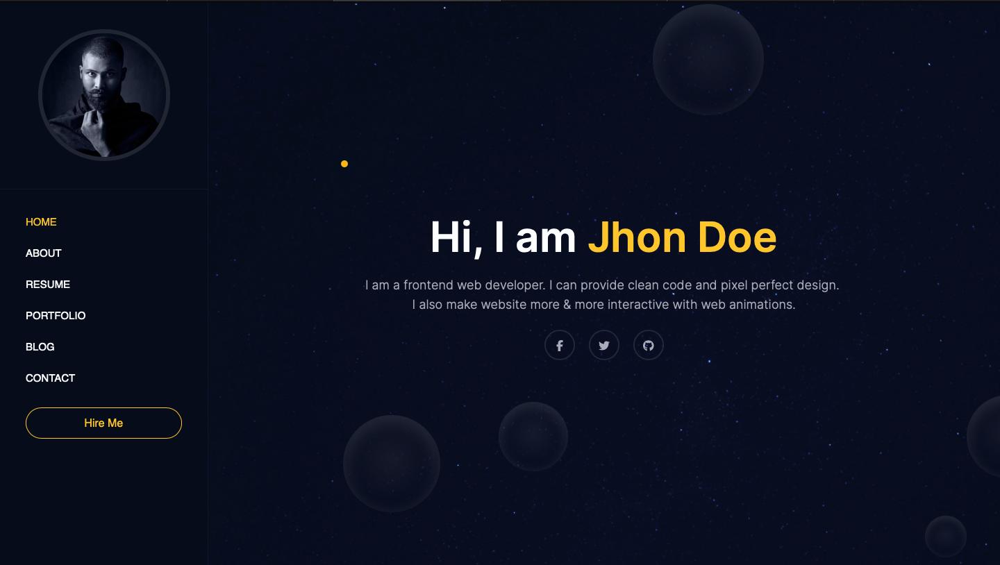 HOME
ABOUT
RESUME
PORTFOLIO
BLOG
CONTACT
Hire Me
Hi, I am Jhon Doe
I am a frontend web developer. I can provide clean code and pixel perfect design.
I also make website more & more interactive with web animations.